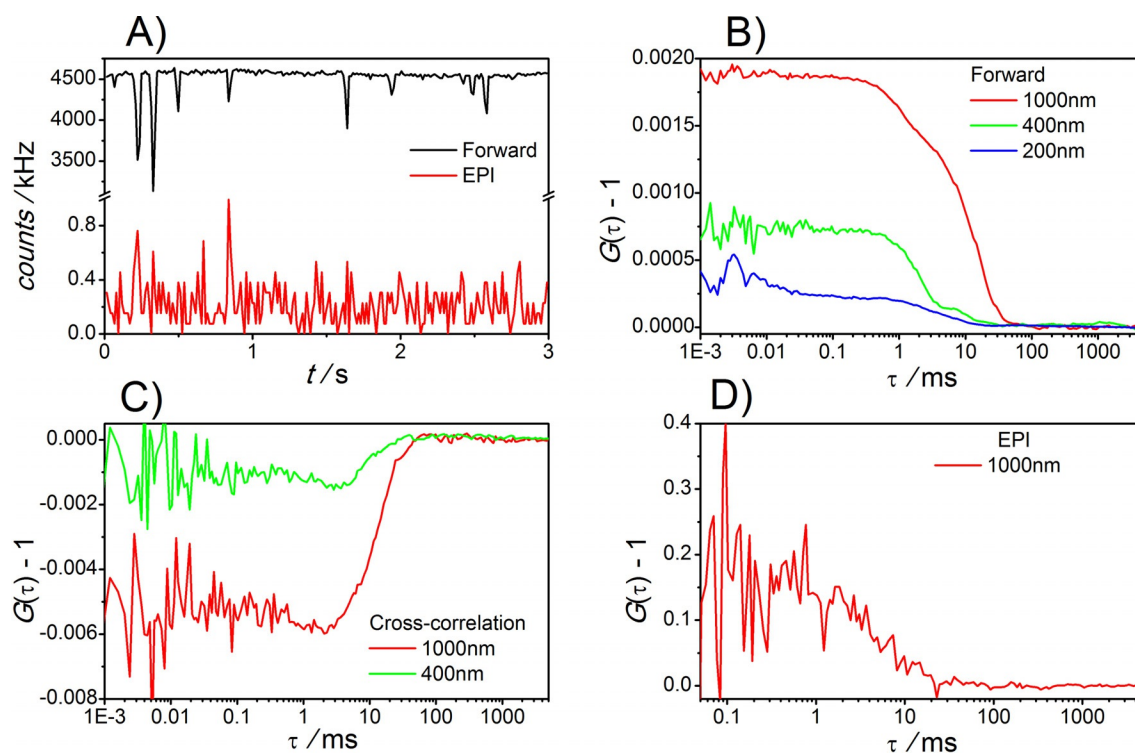 A)
counts / kHz
4500
4000
3500
0.8
0.4
0.0
Forward
EPI
0
1
2
3
t / s
B)
G(τ) - 1
0.0020
0.0015
0.0010
0.0005
0.0000
Forward
1000nm
400nm
200nm
1E-3
0.01
0.1
1
10
100
1000
τ / ms
C)
G(τ) - 1
0.000
-0.002
-0.004
-0.006
-0.008
Cross-correlation
1000nm
400nm
1E-3
0.01
0.1
1
10
100
1000
τ / ms
D)
G(τ) - 1
0.4
0.3
0.2
0.1
0.0
EPI
1000nm
0.1
1
10
100
1000
τ / ms